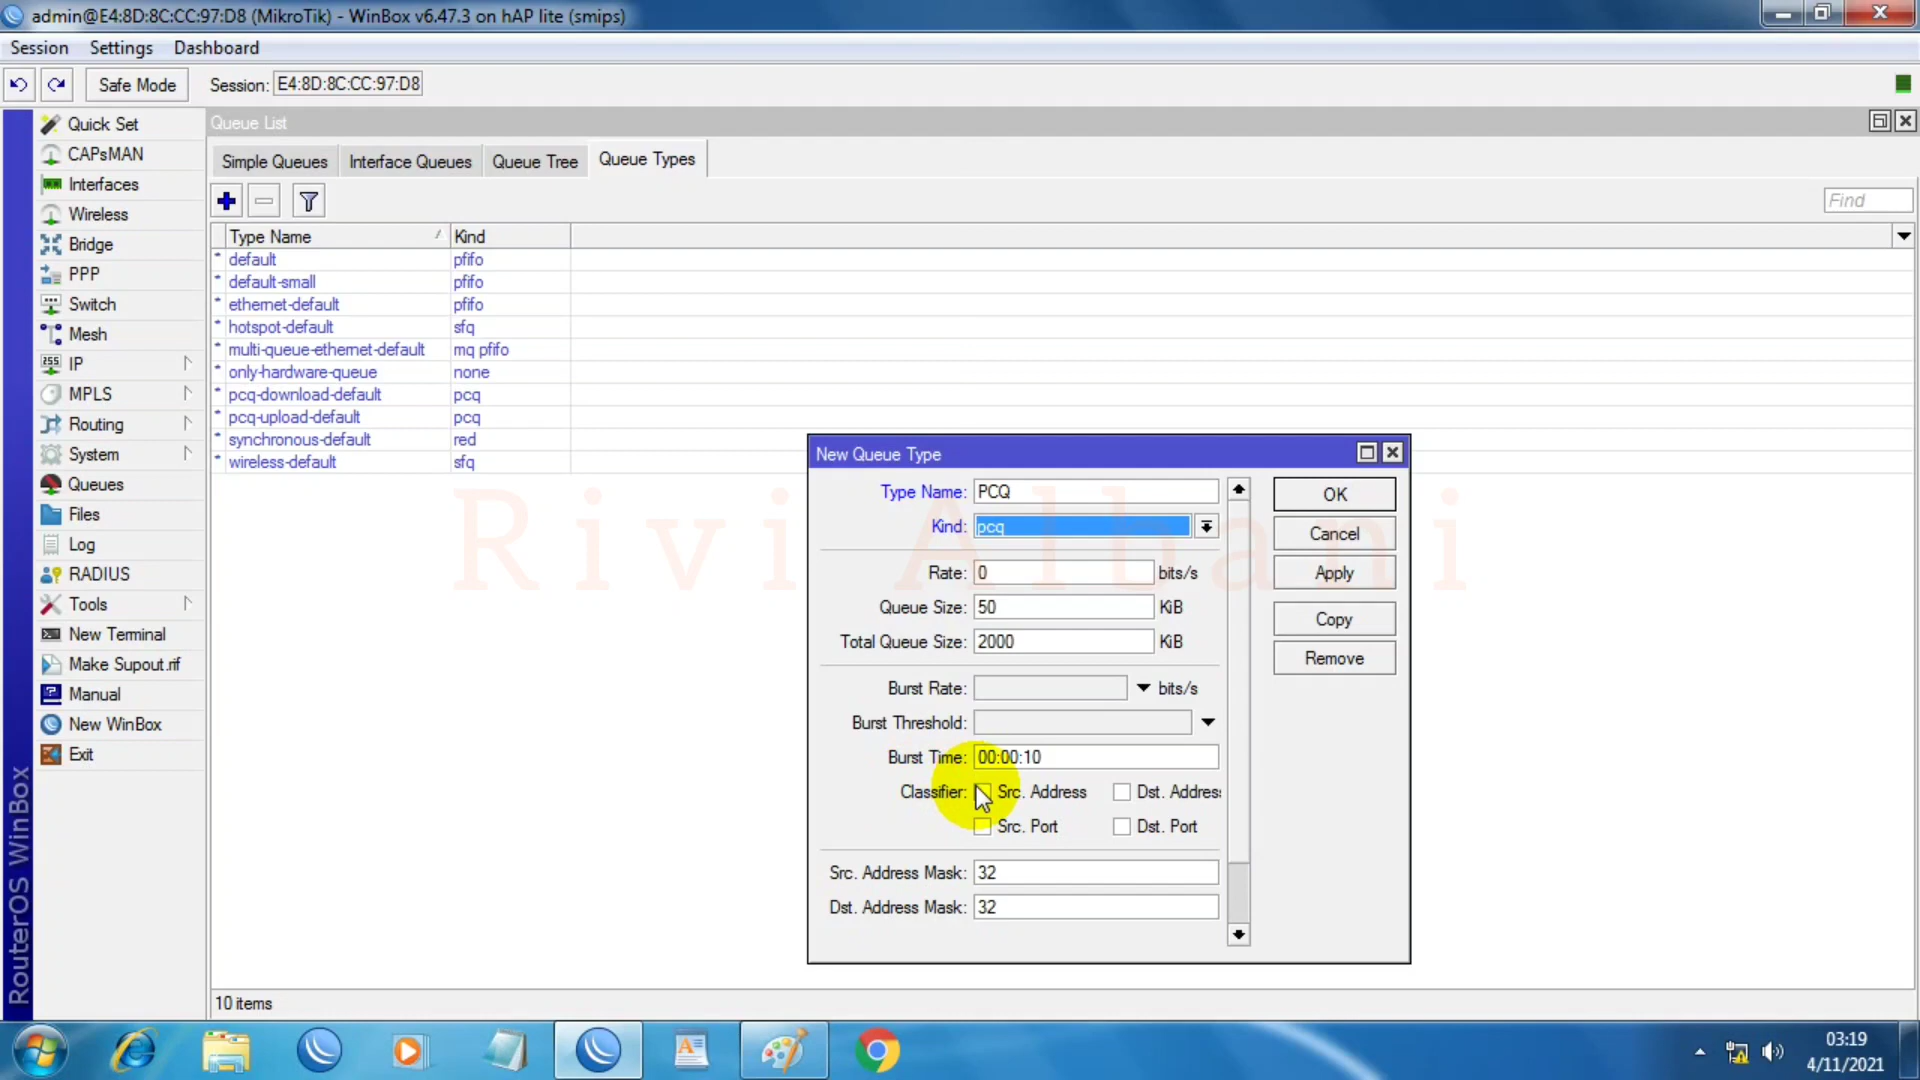 admin@E4:8D:8C:CC:97:D8 (MikroTik) - WinBox v6.47.3 on hAP lite (smips)
Session Settings Dashboard
Safe Mode Session: E4:8D:8C:CC:97:D8
Quick Set
CAPsMAN
Interfaces
Wireless
Bridge
PPP
Switch
Mesh
IP
MPLS
Routing
System
Queues
Files
Log
RADIUS
Tools
New Terminal
Make Supout.rif
Manual
New WinBox
Exit
RouterOS WinBox
Queue List
Simple Queues Interface Queues Queue Tree Queue Types
Find
Type Name Kind
* default pfifo
* default-small pfifo
* ethernet-default pfifo
* hotspot-default sfq
* multi-queue-ethernet-default mq pfifo
* only-hardware-queue none
* pcq-download-default pcq
* pcq-upload-default pcq
* synchronous-default red
* wireless-default sfq
10 items
New Queue Type
Type Name: PCQ
Kind: pcq
Rate: 0 bits/s
Queue Size: 50 KiB
Total Queue Size: 2000 KiB
Burst Rate: bits/s
Burst Threshold:
Burst Time: 00:00:10
Classifier: Src. Address Dst. Address
Src. Port Dst. Port
Src. Address Mask: 32
Dst. Address Mask: 32
OK
Cancel
Apply
Copy
Remove
Rivi Albani
03:19
4/11/2021